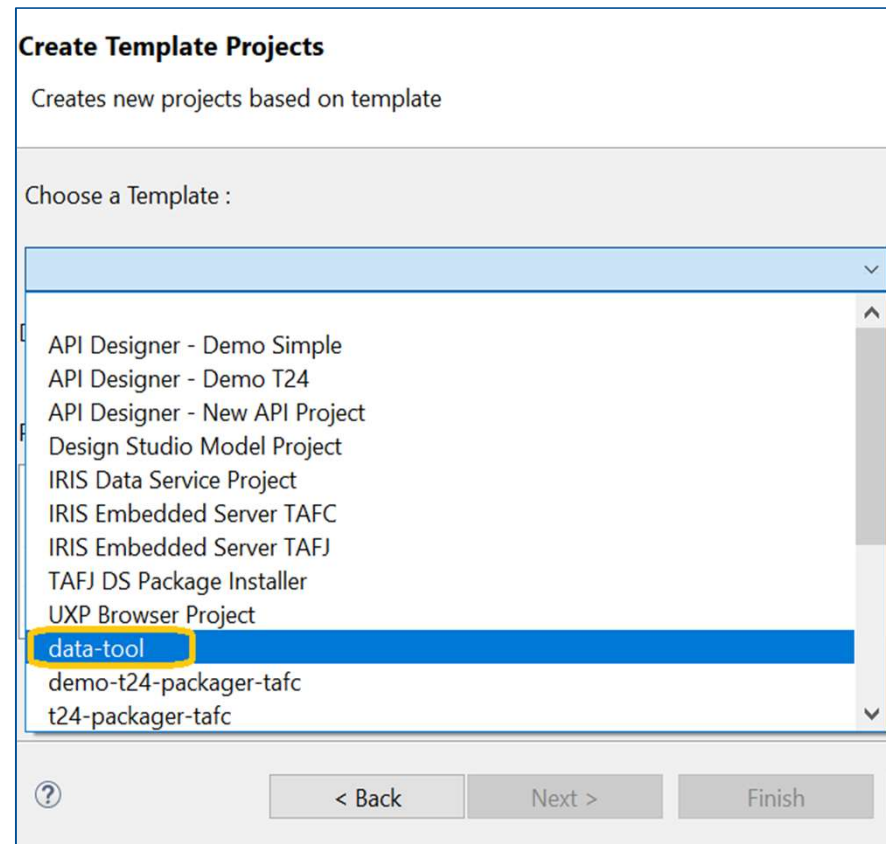 Create Template Projects
Creates new projects based on template
Choose a Template :
API Designer - Demo Simple
API Designer - Demo T24
API Designer - New API Project
Design Studio Model Project
IRIS Data Service Project
IRIS Embedded Server TAFC
IRIS Embedded Server TAFJ
TAFJ DS Package Installer
UXP Browser Project
data-tool
demo-t24-packager-tafc
t24-packager-tafc
? < Back Next > Finish